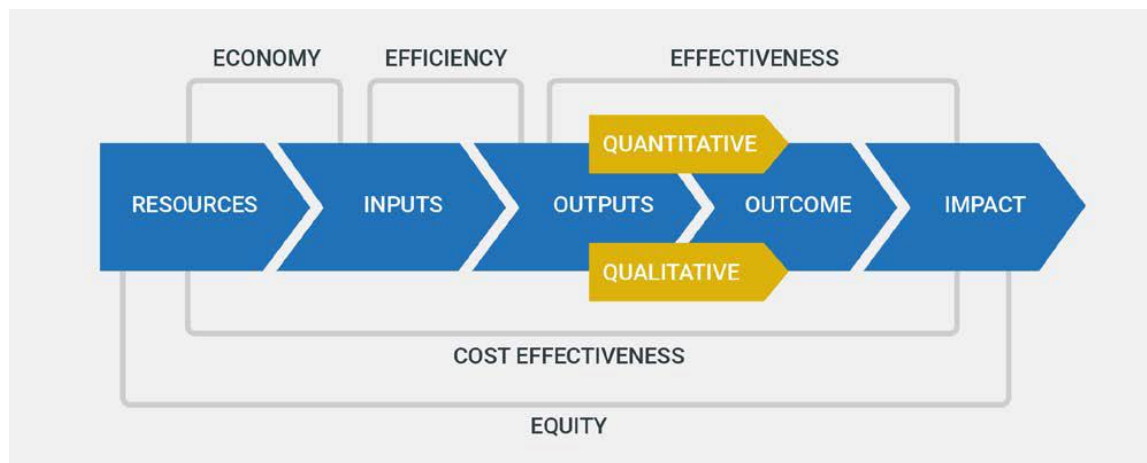 ECONOMY EFFICIENCY EFFECTIVENESS
QUANTITATIVE
RESOURCES INPUTS OUTPUTS OUTCOME IMPACT
QUALITATIVE
COST EFFECTIVENESS
EQUITY